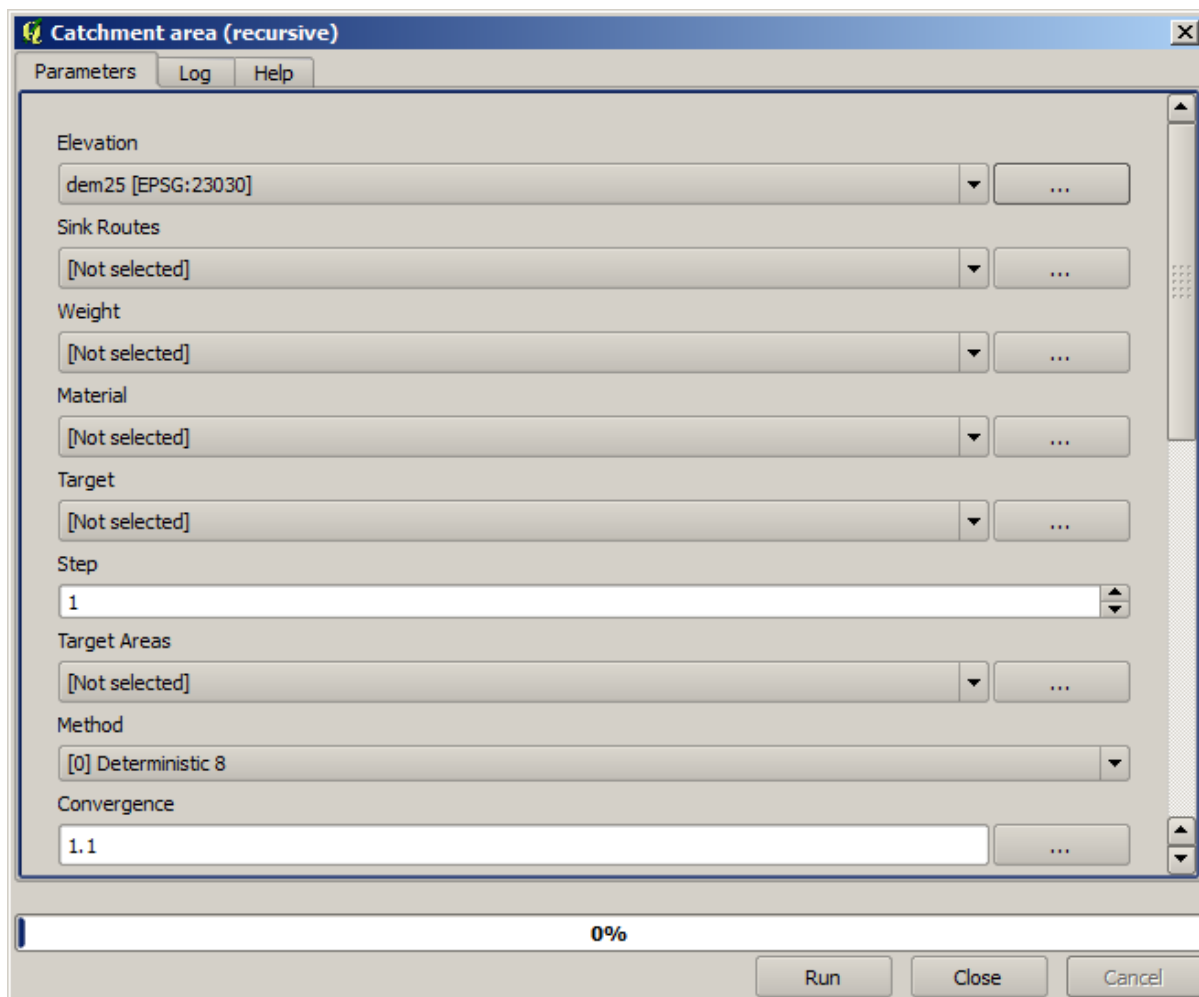 Catchment area (recursive)
Parameters Log Help
Elevation
dem25 [EPSG:23030] ...
Sink Routes
[Not selected] ...
Weight
[Not selected] ...
Material
[Not selected] ...
Target
[Not selected] ...
Step
1
Target Areas
[Not selected] ...
Method
[0] Deterministic 8
Convergence
1.1 ...
0%
Run Close Cancel